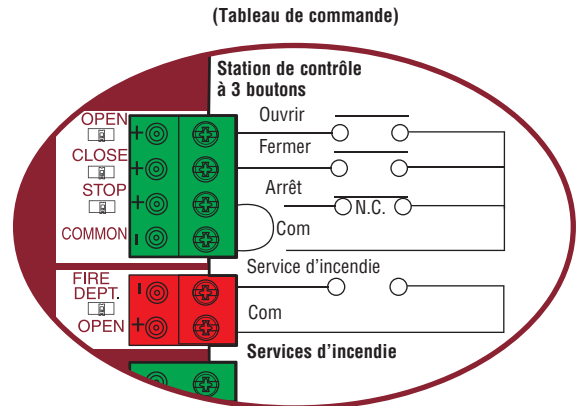 (Tableau de commande)
Station de contrôle
à 3 boutons
OPEN
Ouvrir
CLOSE
Fermer
STOP
Arrêt
N.C.
COMMON
Com
FIRE
DEPT.
OPEN
Service d'incendie
Com
Services d'incendie